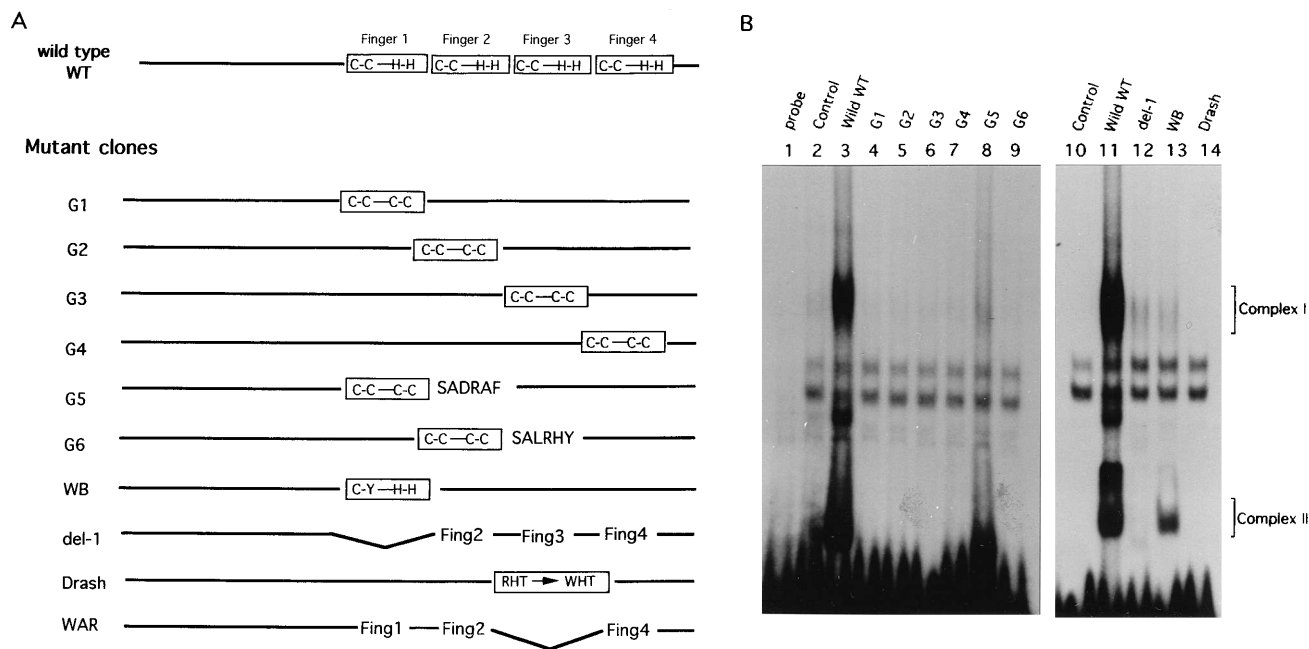 A
wild type
WT
Finger 1 Finger 2 Finger 3 Finger 4
C-C H-H C-C H-H C-C H-H C-C H-H
Mutant clones
G1 C-C C-C
G2 C-C C-C
G3 C-C C-C
G4 C-C C-C
G5 C-C C-C SADRAF
G6 C-C C-C SALRHY
WB C-Y H-H
del-1 Fing2 Fing3 Fing4
Drash RHT WHT
WAR Fing1 Fing2 Fing4
B
probe Control Wild WT G1 G2 G3 G4 G5 G6
1 2 3 4 5 6 7 8 9
Control Wild WT del-1 WB Drash
10 11 12 13 14
Complex I
Complex II